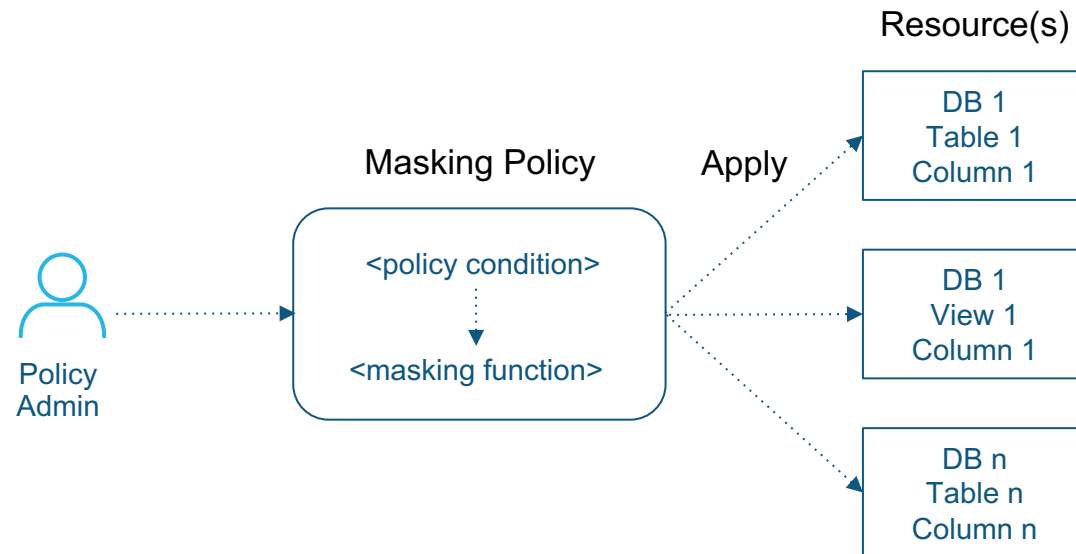 Resource(s)
Masking Policy
Apply
Policy
Admin
<policy condition>
<masking function>
DB 1
Table 1
Column 1
DB 1
View 1
Column 1
DB n
Table n
Column n